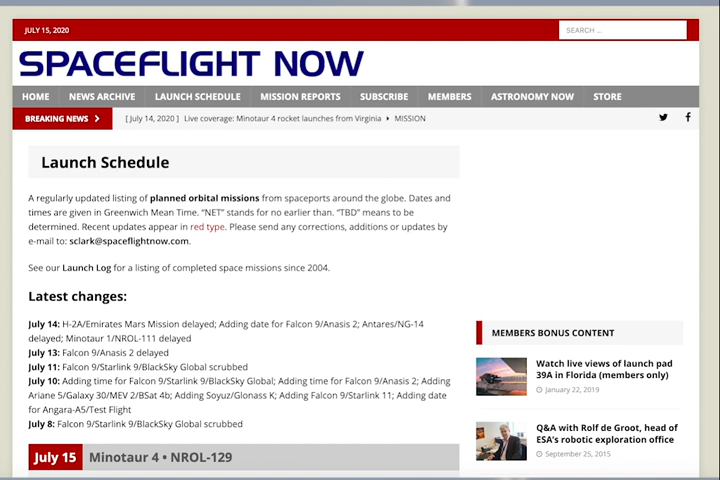 JULY 15, 2020
SEARCH ...
SPACEFLIGHT NOW
HOME NEWS ARCHIVE LAUNCH SCHEDULE MISSION REPORTS SUBSCRIBE MEMBERS ASTRONOMY NOW STORE
BREAKING NEWS [ July 14, 2020 ] Live coverage: Minotaur 4 rocket launches from Virginia MISSION
Launch Schedule
A regularly updated listing of planned orbital missions from spaceports around the globe. Dates and
times are given in Greenwich Mean Time. “NET” stands for no earlier than. “TBD” means to be
determined. Recent updates appear in red type. Please send any corrections, additions or updates by
e-mail to: sclark@spaceflightnow.com.
See our Launch Log for a listing of completed space missions since 2004.
Latest changes:
July 14: H-2A/Emirates Mars Mission delayed; Adding date for Falcon 9/Anasis 2; Antares/NG-14
delayed; Minotaur 1/NROL-111 delayed
July 13: Falcon 9/Anasis 2 delayed
July 11: Falcon 9/Starlink 9/BlackSky Global scrubbed
July 10: Adding time for Falcon 9/Starlink 9/BlackSky Global; Adding time for Falcon 9/Anasis 2; Adding
Ariane 5/Galaxy 30/MEV 2/BSat 4b; Adding Soyuz/Glonass K; Adding Falcon 9/Starlink 11; Adding date
for Angara-A5/Test Flight
July 8: Falcon 9/Starlink 9/BlackSky Global scrubbed
July 15 Minotaur 4 • NROL-129
MEMBERS BONUS CONTENT
Watch live views of launch pad
39A in Florida (members only)
January 22, 2019
Q&A with Rolf de Groot, head of
ESA’s robotic exploration office
September 25, 2015